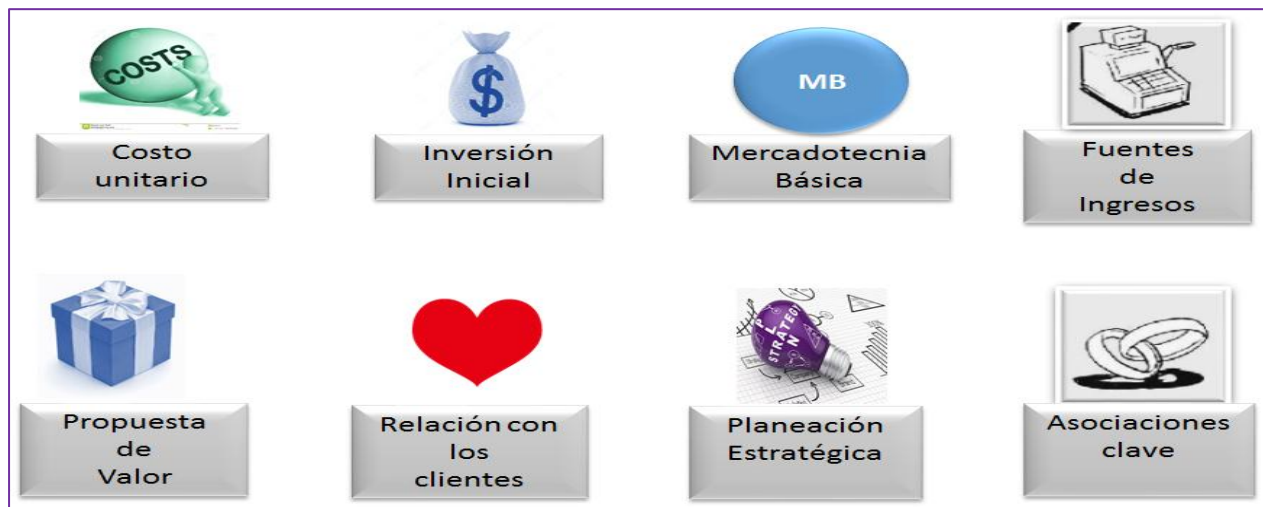 COSTS
Costo
unitario
Inversión
Inicial
MB
Mercadotecnia
Básica
Fuentes
de
Ingresos
Propuesta
de
Valor
Relación con
los
clientes
PLAN
STRATEGY
Planeación
Estratégica
Asociaciones
clave